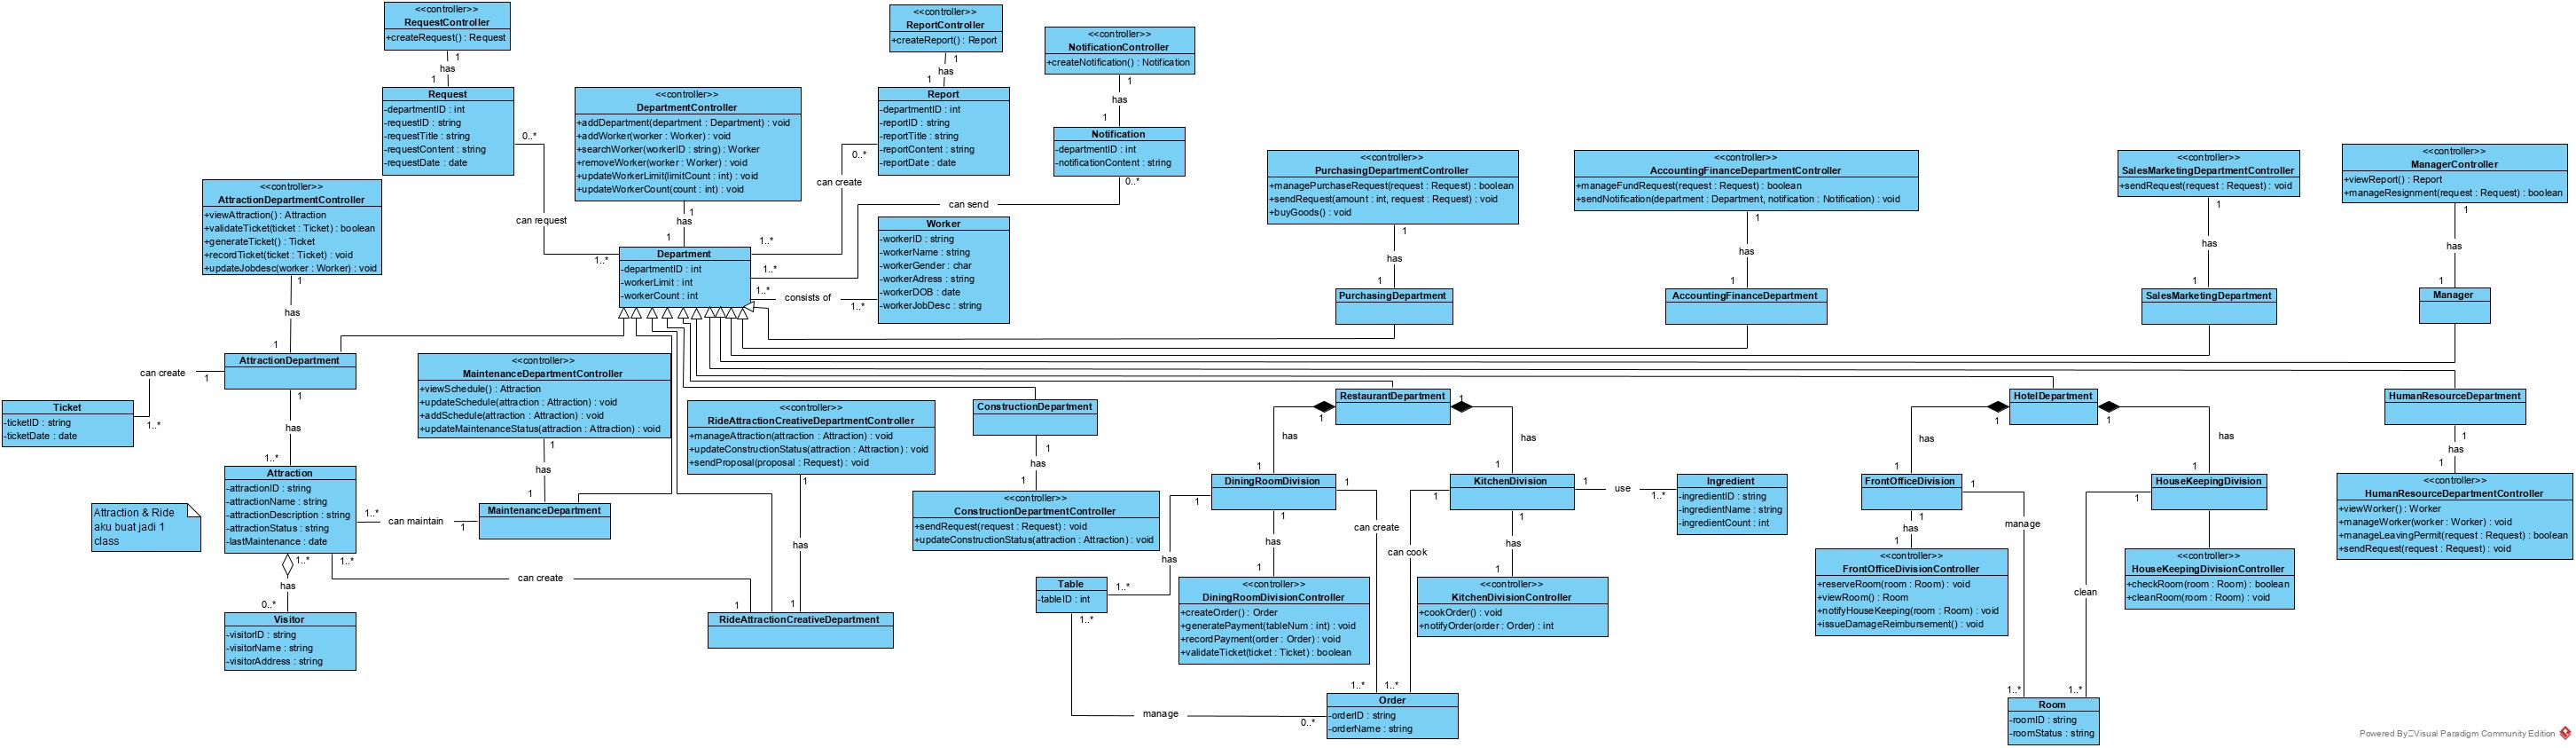 <<controller>>
RequestController
+createRequest() : Request
1
has
1
Request
-departmentID : int
-requestID : string
-requestTitle : string
-requestContent : string
-requestDate : date
0..*
can request
1..*
<<controller>>
DepartmentController
+addDepartment(department : Department) : void
+addWorker(worker : Worker) : void
+searchWorker(workerID : string) : Worker
+removeWorker(worker : Worker) : void
+updateWorkerLimit(limitCount : int) : void
+updateWorkerCount(count : int) : void
1
has
1
Department
-departmentID : int
-workerLimit : int
-workerCount : int
<<controller>>
ReportController
+createReport() : Report
1
has
1
Report
-departmentID : int
-reportID : string
-reportTitle : string
-reportContent : string
-reportDate : date
0..*
can create
1..*
<<controller>>
NotificationController
+createNotification() : Notification
1
has
1
Notification
-departmentID : int
-notificationContent : string
0..*
can send
1..*
Worker
-workerID : string
-workerName : string
-workerGender : char
-workerAdress : string
-workerDOB : date
-workerJobDesc : string
1..*
consists of
1..*
<<controller>>
PurchasingDepartmentController
+managePurchaseRequest(request : Request) : boolean
+sendRequest(amount : int, request : Request) : void
+buyGoods() : void
1
has
1
PurchasingDepartment
<<controller>>
AccountingFinanceDepartmentController
+manageFundRequest(request : Request) : boolean
+sendNotification(department : Department, notification : Notification) : void
1
has
1
AccountingFinanceDepartment
<<controller>>
SalesMarketingDepartmentController
+sendRequest(request : Request) : void
1
has
1
SalesMarketingDepartment
<<controller>>
ManagerController
+viewReport() : Report
+manageResignment(request : Request) : boolean
1
has
1
Manager
<<controller>>
AttractionDepartmentController
+viewAttraction() : Attraction
+validateTicket(ticket : Ticket) : boolean
+generateTicket() : Ticket
+recordTicket(ticket : Ticket) : void
+updateJobdesc(worker : Worker) : void
1
has
1
AttractionDepartment
can create
1
1..*
Ticket
-ticketID : string
-ticketDate : date
1
has
1..*
Attraction
-attractionID : string
-attractionName : string
-attractionDescription : string
-attractionStatus : string
-lastMaintenance : date
Attraction & Ride
aku buat jadi 1
class
1..*
has
0..*
Visitor
-visitorID : string
-visitorName : string
-visitorAddress : string
<<controller>>
MaintenanceDepartmentController
+viewSchedule() : Attraction
+updateSchedule(attraction : Attraction) : void
+addSchedule(attraction : Attraction) : void
+updateMaintenanceStatus(attraction : Attraction) : void
1
has
1
MaintenanceDepartment
1..*
can maintain
1
1..*
can create
1
<<controller>>
RideAttractionCreativeDepartmentController
+manageAttraction(attraction : Attraction) : void
+updateConstructionStatus(attraction : Attraction) : void
+sendProposal(proposal : Request) : void
1
has
1
RideAttractionCreativeDepartment
ConstructionDepartment
1
has
1
<<controller>>
ConstructionDepartmentController
+sendRequest(request : Request) : void
+updateConstructionStatus(attraction : Attraction) : void
RestaurantDepartment
1
has
1
1
has
1
DiningRoomDivision
1
has
1..*
Table
-tableID : int
1..*
manage
0..*
1
has
1
<<controller>>
DiningRoomDivisionController
+createOrder() : Order
+generatePayment(tableNum : int) : void
+recordPayment(order : Order) : void
+validateTicket(ticket : Ticket) : boolean
1
can create
1..*
KitchenDivision
1
can cook
1..*
1
has
1
<<controller>>
KitchenDivisionController
+cookOrder() : void
+notifyOrder(order : Order) : int
1
use
1..*
Ingredient
-ingredientID : string
-ingredientName : string
-ingredientCount : int
Order
-orderID : string
-orderName : string
HotelDepartment
1
has
1
1
has
1
FrontOfficeDivision
1
has
1
<<controller>>
FrontOfficeDivisionController
+reserveRoom(room : Room) : void
+viewRoom() : Room
+notifyHouseKeeping(room : Room) : void
+issueDamageReimbursement() : void
1
manage
1..*
HouseKeepingDivision
1
clean
1..*
<<controller>>
HouseKeepingDivisionController
+checkRoom(room : Room) : boolean
+cleanRoom(room : Room) : void
Room
-roomID : string
-roomStatus : string
HumanResourceDepartment
1
has
1
<<controller>>
HumanResourceDepartmentController
+viewWorker() : Worker
+manageWorker(worker : Worker) : void
+manageLeavingPermit(request : Request) : boolean
+sendRequest(request : Request) : void
Powered By Visual Paradigm Community Edition